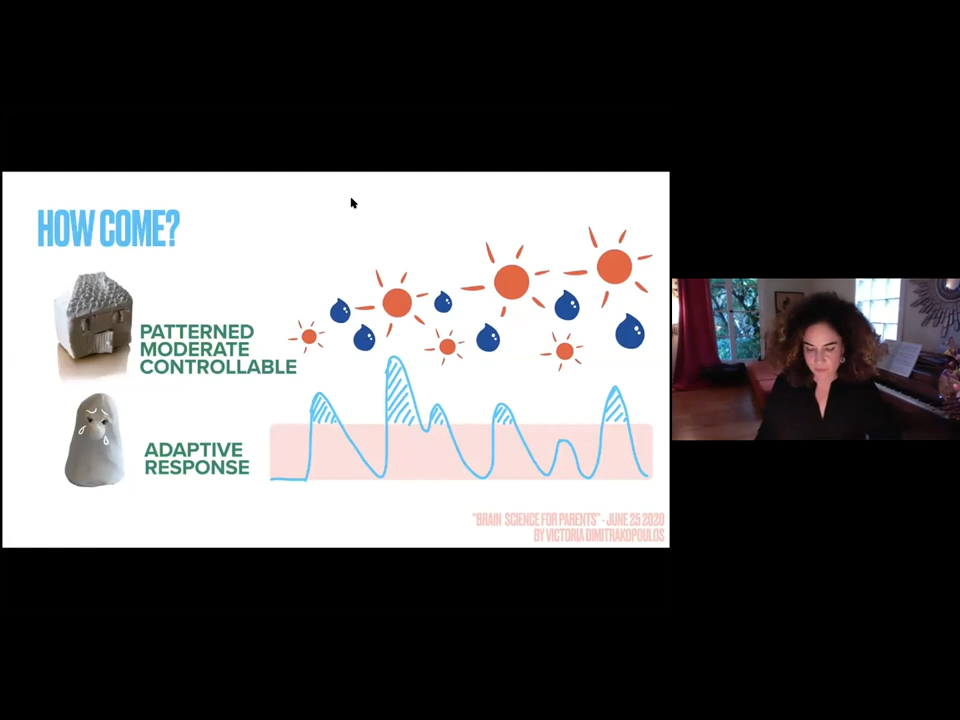 HOW COME?
PATTERNED
MODERATE
CONTROLLABLE
ADAPTIVE
RESPONSE
"BRAIN SCIENCE FOR PARENTS" - JUNE 25 2020
BY VICTORIA DIMITRAKOPOULOS